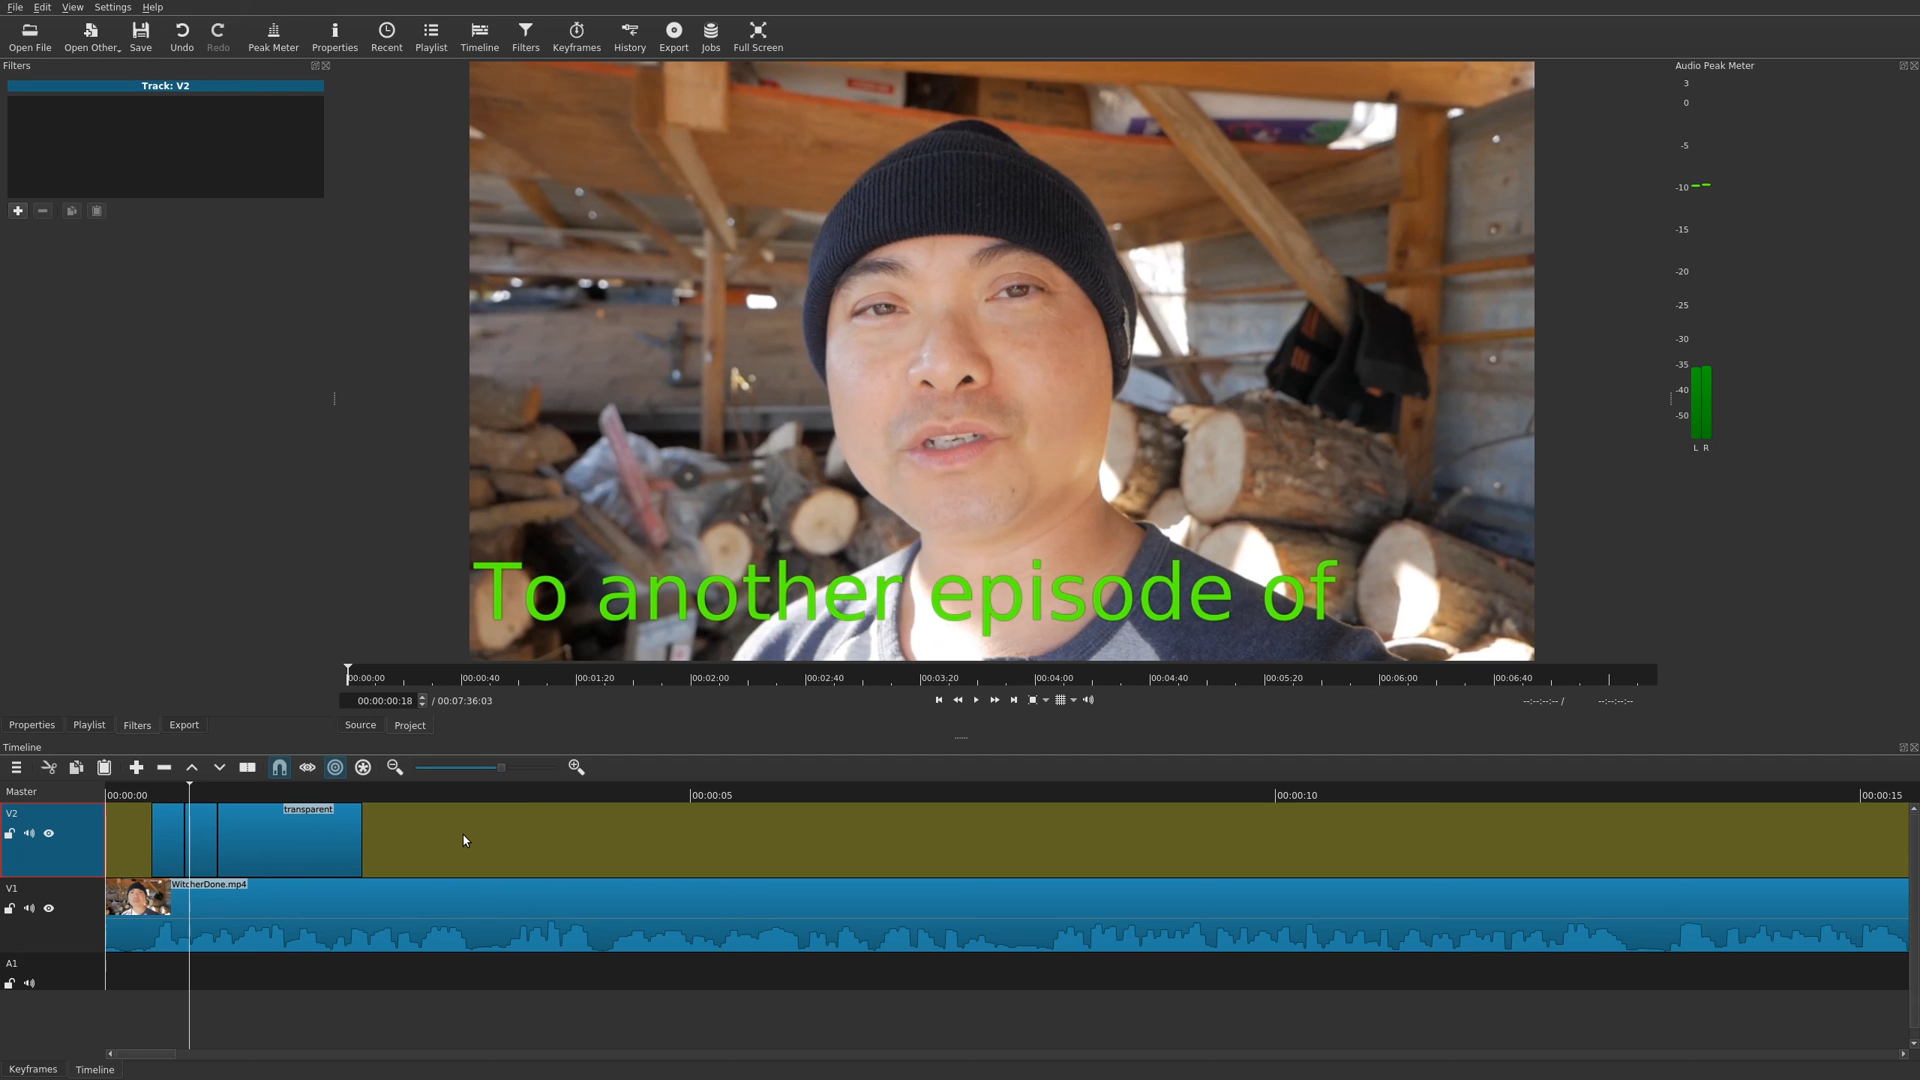 File Edit View Settings Help
Open File Open Other Save Undo Redo Peak Meter Properties Recent Playlist Timeline Filters Keyframes History Export Jobs Full Screen
Filters
Track: V2
To another episode of
Audio Peak Meter
3
0
-5
-10
-15
-20
-25
-30
-35
-40
-50
L R
00:00:00 00:00:40 00:01:20 00:02:00 00:02:40 00:03:20 00:04:00 00:04:40 00:05:20 00:06:00 00:06:40
00:00:00:18 / 00:07:36:03 --:--:--:-- / --:--:--:--
Properties Playlist Filters Export Source Project
Timeline
Master 00:00:00 00:00:05 00:00:10 00:00:15
V2 transparent
V1 WitcherDone.mp4
A1
Keyframes Timeline